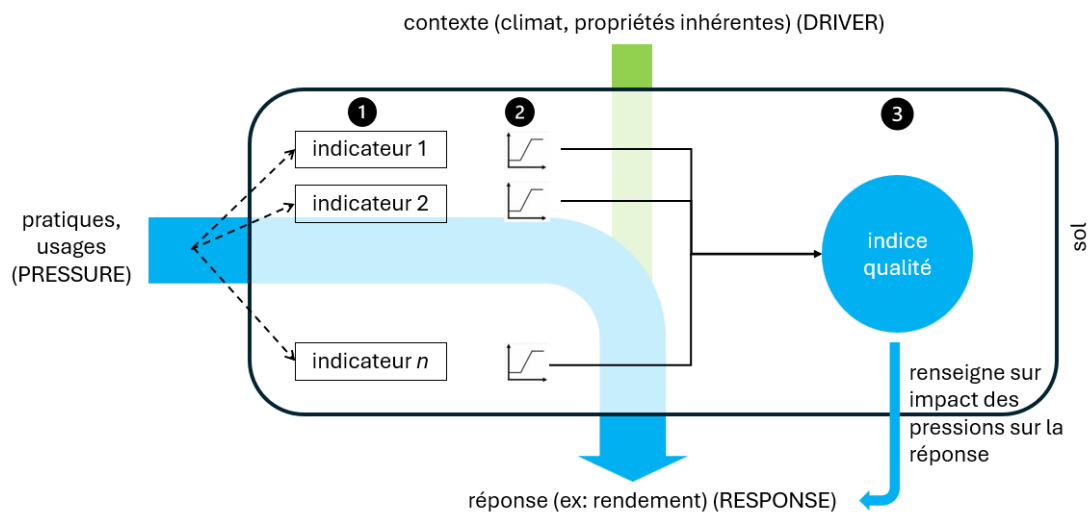 contexte (climat, propriétés inhérentes) (DRIVER)
1
2
3
indicateur 1
indicateur 2
pratiques,
usages
(PRESSURE)
indice
qualité
sol
indicateur n
renseigne sur
impact des
pressions sur la
réponse
réponse (ex: rendement) (RESPONSE)